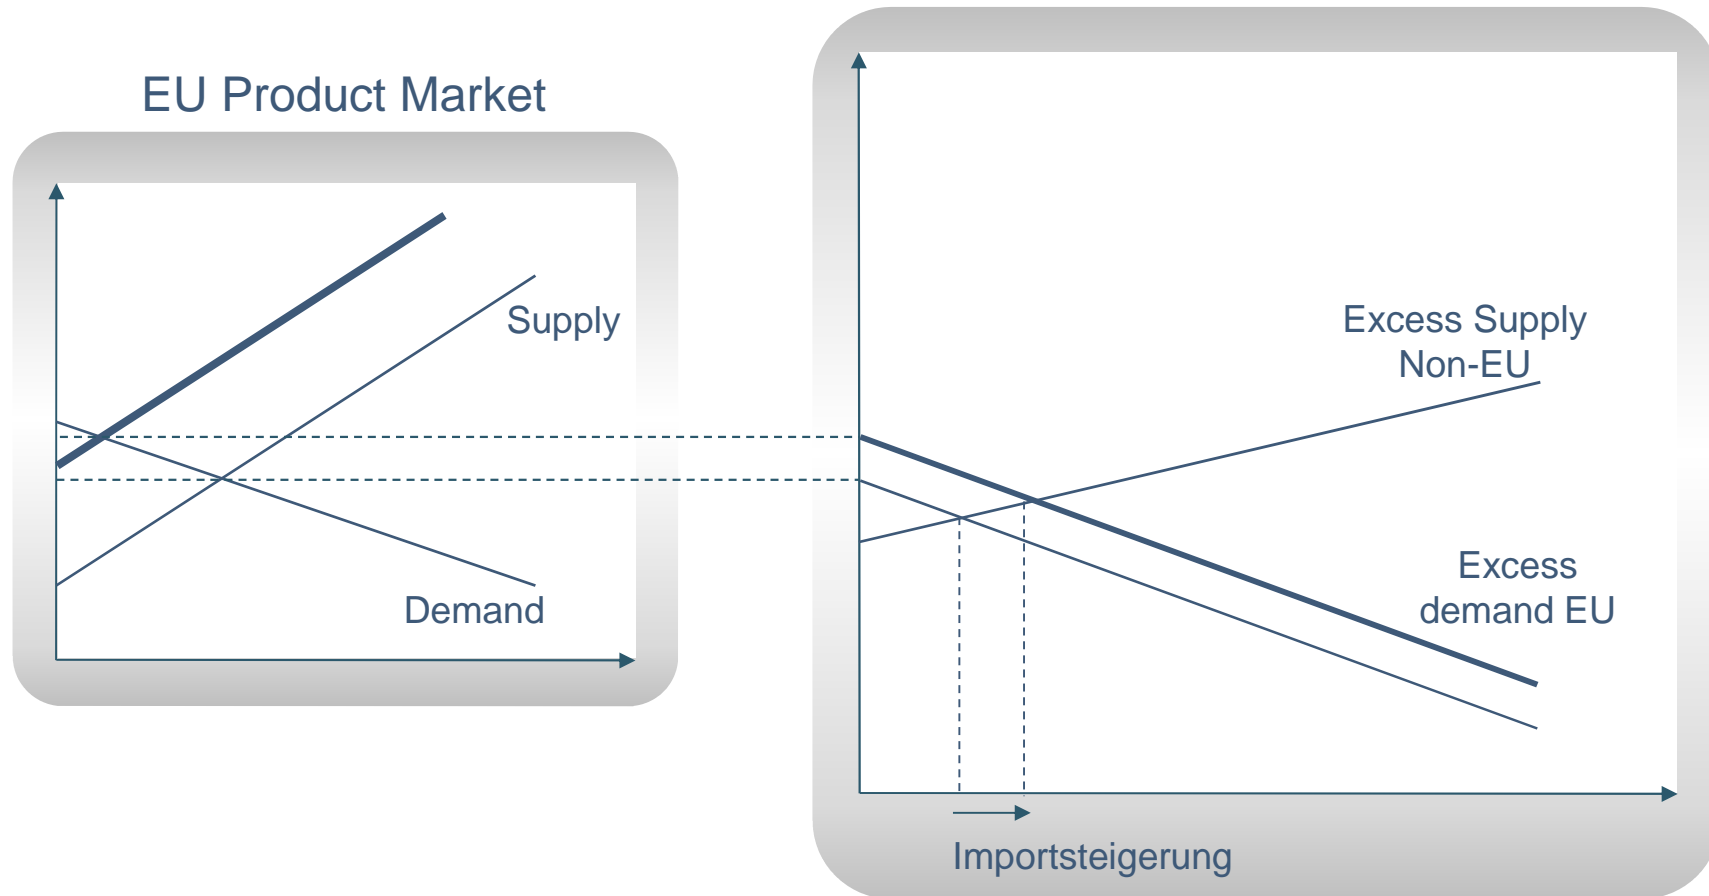 EU Product Market
Supply
Demand
Excess Supply
Non-EU
Excess
demand EU
Importsteigerung